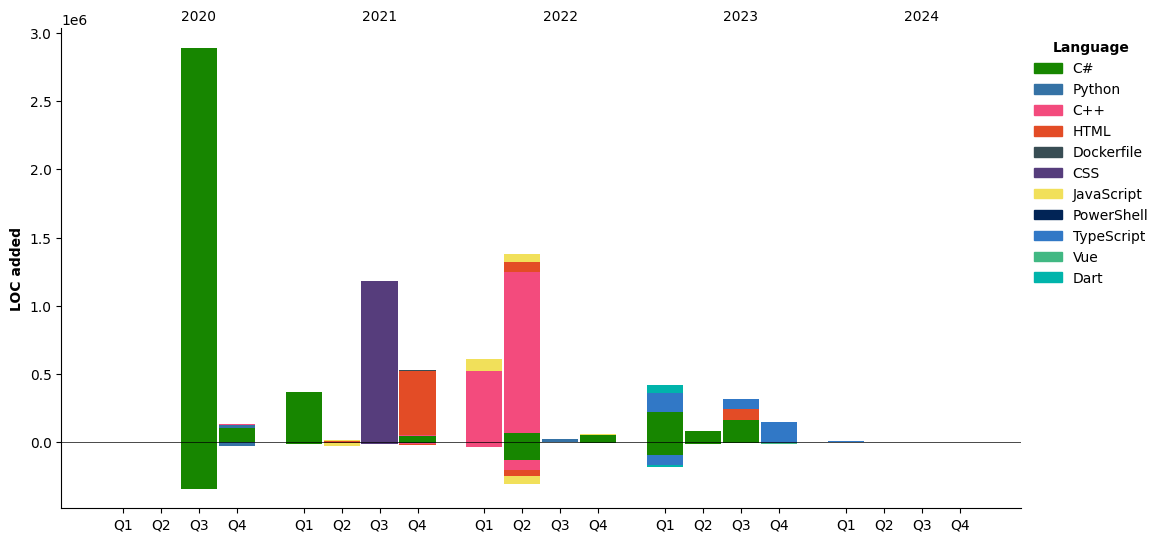 2020 2021 2022 2023 2024
1e6
3.0
2.5
2.0
1.5
1.0
0.5
0.0
LOC added
Q1 Q2 Q3 Q4 Q1 Q2 Q3 Q4 Q1 Q2 Q3 Q4 Q1 Q2 Q3 Q4 Q1 Q2 Q3 Q4
Language
C#
Python
C++
HTML
Dockerfile
CSS
JavaScript
PowerShell
TypeScript
Vue
Dart